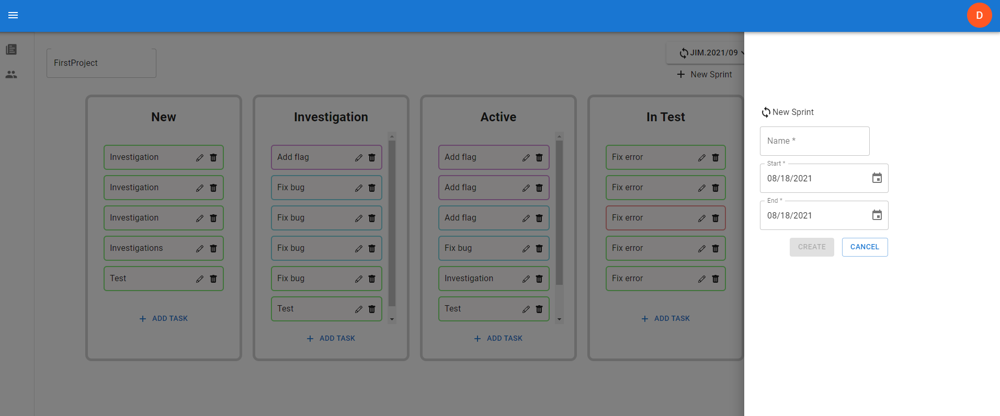 D
FirstProject
JIM.2021/09
New Sprint
New
Investigation
Investigation
Investigation
Investigations
Test
ADD TASK
Investigation
Add flag
Fix bug
Fix bug
Fix bug
Fix bug
Test
ADD TASK
Active
Add flag
Add flag
Add flag
Fix bug
Investigation
Test
ADD TASK
In Test
Fix error
Fix error
Fix error
Fix error
Fix error
ADD TASK
New Sprint
Name *
Start *
08/18/2021
End *
08/18/2021
CREATE
CANCEL